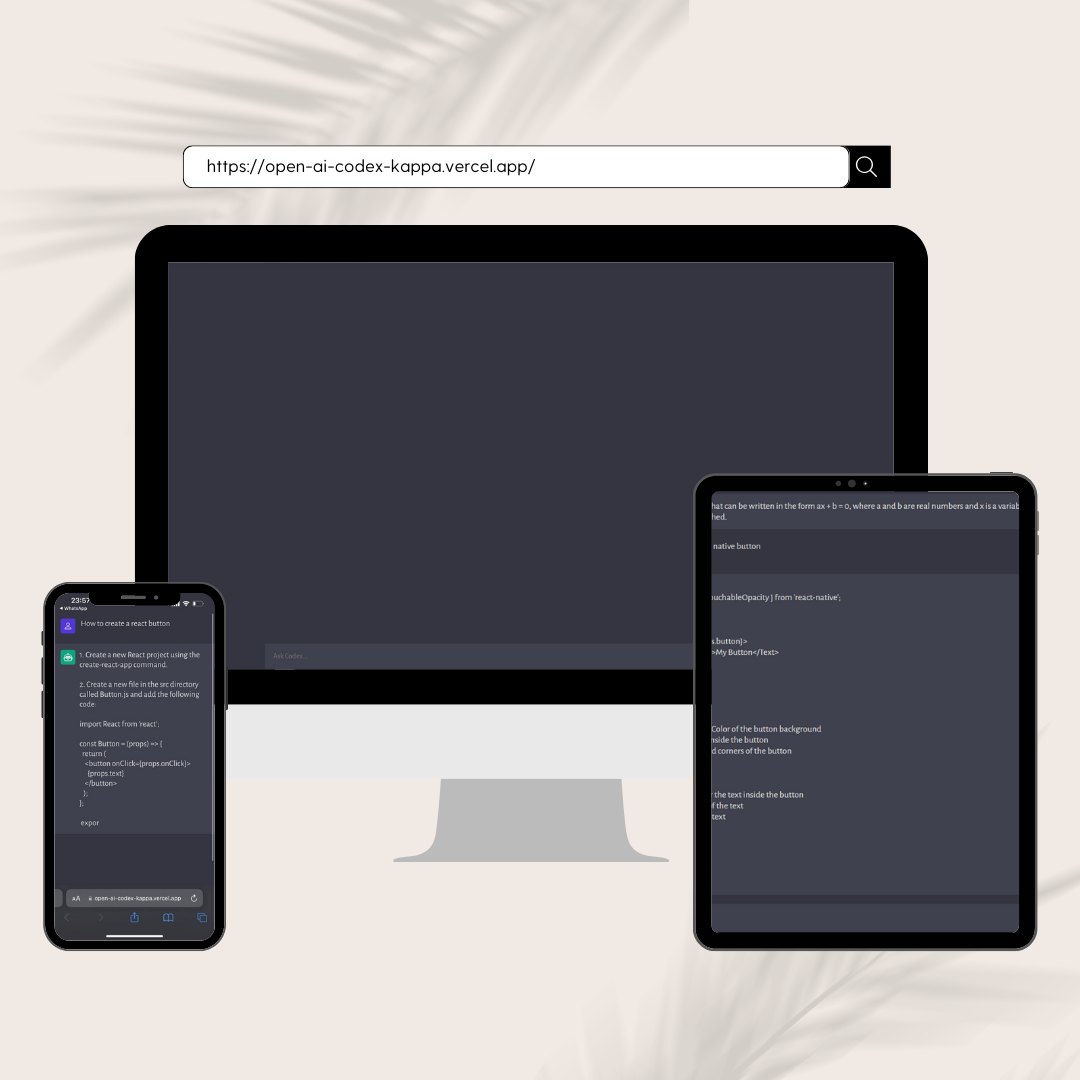 https://open-ai-codex-kappa.vercel.app/
Ask Codex...
23:57
WhatsApp
How to create a react button
1. Create a new React project using the
create-react-app command.
2. Create a new file in the src directory
called Button.js and add the following
code:
import React from 'react';
const Button = (props) => {
return (
<button onClick={props.onClick}>
{props.text}
</button>
);
};
expor
AA open-ai-codex-kappa.vercel.app
hat can be written in the form ax + b = 0, where a and b are real numbers and x is a variab
hed.
native button
uchableOpacity } from 'react-native';
s.button}>
>My Button</Text>
Color of the button background
nside the button
d corners of the button
r the text inside the button
f the text
text